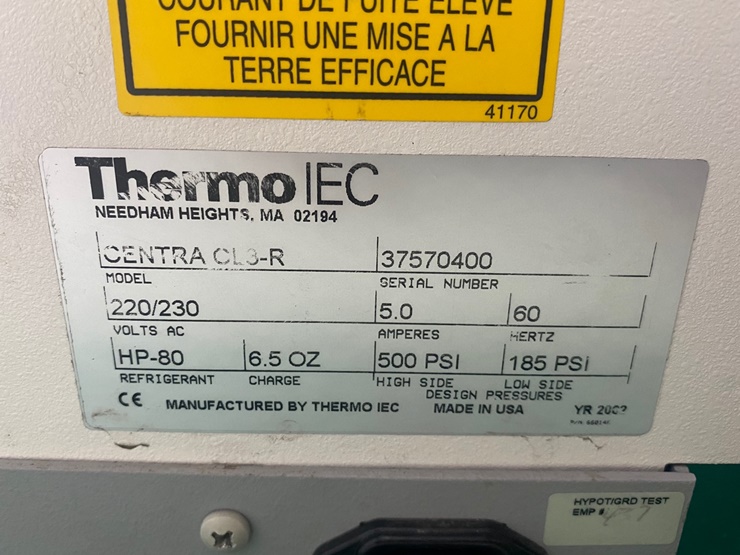 COURANT DE FUITE ÉLEVÉ
FOURNIR UNE MISE A LA
TERRE EFFICACE
41170
Thermo IEC
NEEDHAM HEIGHTS, MA 02194
CENTRA CL3-R 37570400
MODEL SERIAL NUMBER
220/230 5.0 60
VOLTS AC AMPERES HERTZ
HP-80 6.5 OZ 500 PSI 185 PSI
REFRIGERANT CHARGE HIGH SIDE LOW SIDE
DESIGN PRESSURES
CE MANUFACTURED BY THERMO IEC MADE IN USA YR
HYPOT/GRD TEST
EMP #